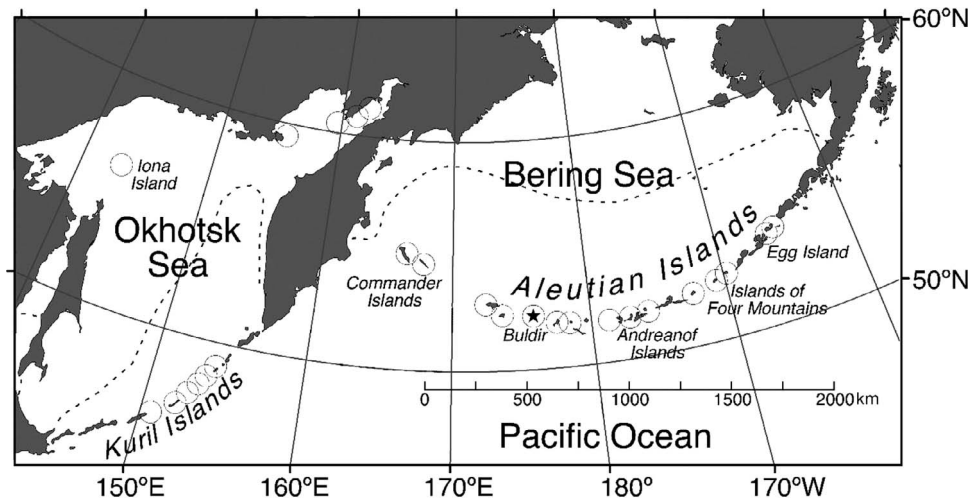 60°N
Iona
Island
Bering Sea
Okhotsk
Sea
Aleutian Islands
Egg Island
50°N
Commander
Islands
Islands of
Four Mountains
Buldir
Andreanof
Islands
Kuril Islands
0 500 1000 1500 2000 km
Pacific Ocean
150°E 160°E 170°E 180° 170°W